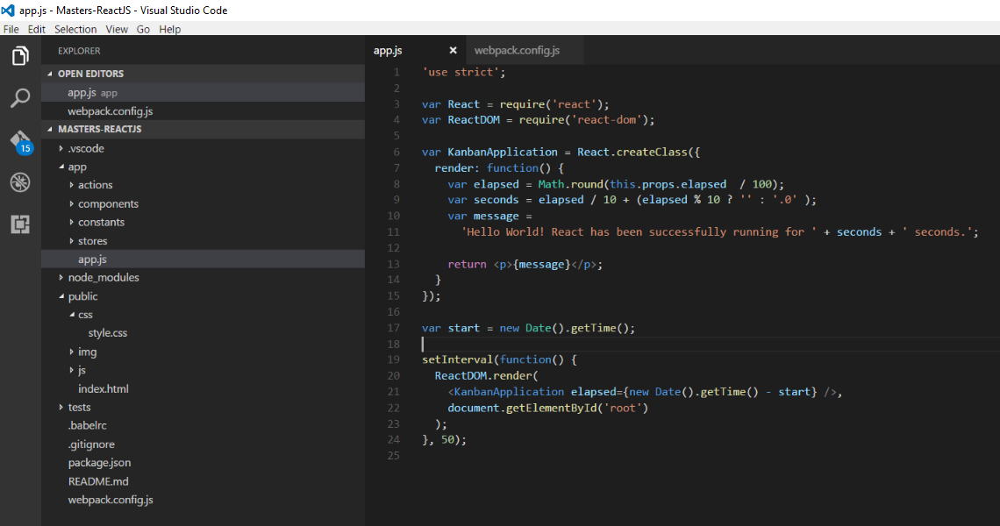 app.js - Masters-ReactJS - Visual Studio Code
File Edit Selection View Go Help
EXPLORER
OPEN EDITORS
app.js app
webpack.config.js
MASTERS-REACTJS
.vscode
app
actions
components
constants
stores
app.js
node_modules
public
css
style.css
img
js
index.html
tests
.babelrc
.gitignore
package.json
README.md
webpack.config.js
15
app.js webpack.config.js
1 'use strict';
2
3 var React = require('react');
4 var ReactDOM = require('react-dom');
5
6 var KanbanApplication = React.createClass({
7   render: function() {
8     var elapsed = Math.round(this.props.elapsed  / 100);
9     var seconds = elapsed / 10 + (elapsed % 10 ? '' : '.0' );
10     var message =
11       'Hello World! React has been successfully running for ' + seconds + ' seconds.';
12
13     return <p>{message}</p>;
14   }
15 });
16
17 var start = new Date().getTime();
18
19 setInterval(function() {
20   ReactDOM.render(
21     <KanbanApplication elapsed={new Date().getTime() - start} />,
22     document.getElementById('root')
23   );
24 }, 50);
25